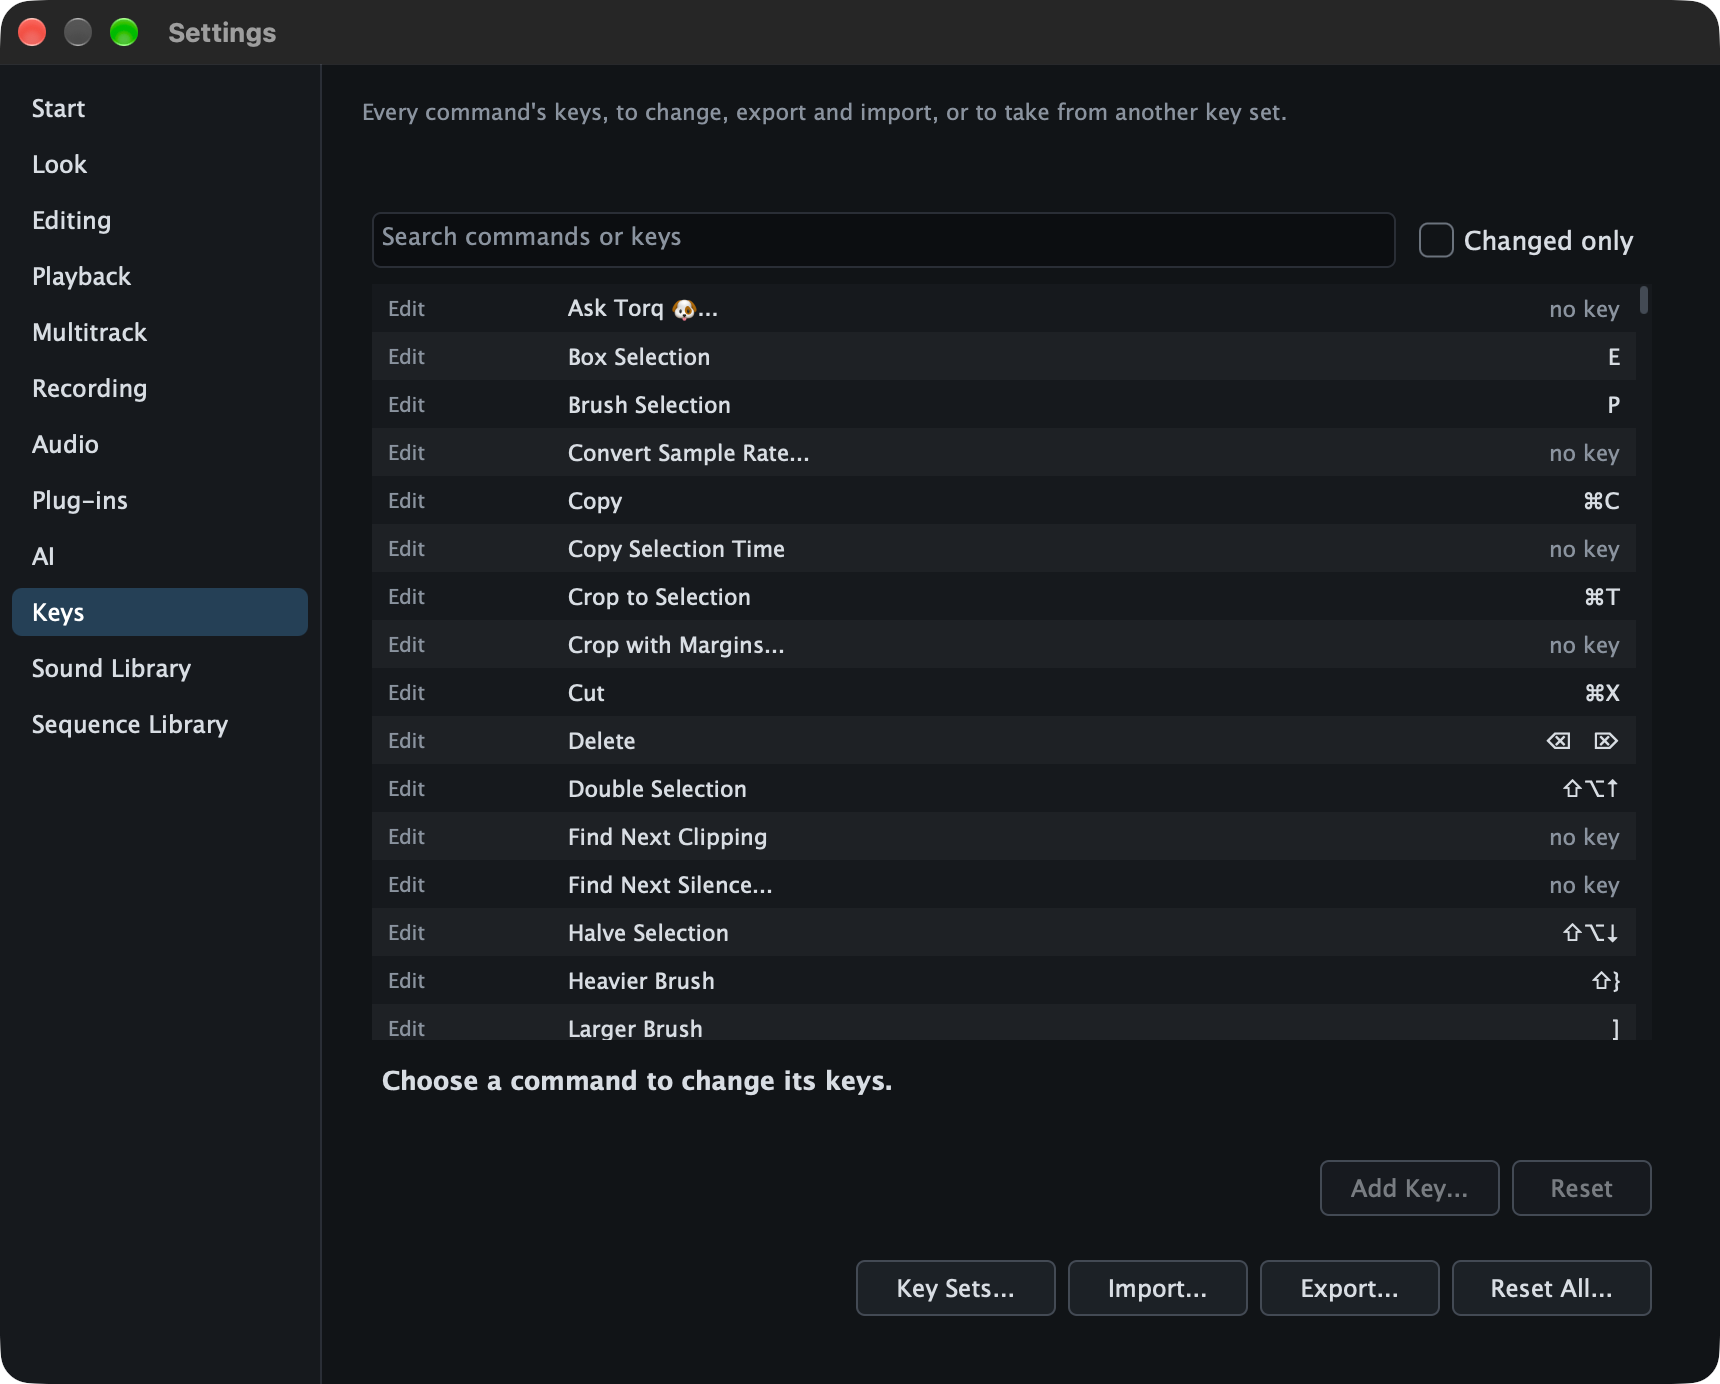 Settings
Start
Look
Editing
Playback
Multitrack
Recording
Audio
Plug-ins
AI
Keys
Sound Library
Sequence Library
Every command's keys, to change, export and import, or to take from another key set.
Search commands or keys
Changed only
Edit Ask Torq 🐶... no key
Edit Box Selection E
Edit Brush Selection P
Edit Convert Sample Rate... no key
Edit Copy ⌘C
Edit Copy Selection Time no key
Edit Crop to Selection ⌘T
Edit Crop with Margins... no key
Edit Cut ⌘X
Edit Delete ⌫ ⌦
Edit Double Selection ⇧⌥↑
Edit Find Next Clipping no key
Edit Find Next Silence... no key
Edit Halve Selection ⇧⌥↓
Edit Heavier Brush ⇧}
Edit Larger Brush ]
Choose a command to change its keys.
Add Key... Reset
Key Sets... Import... Export... Reset All...